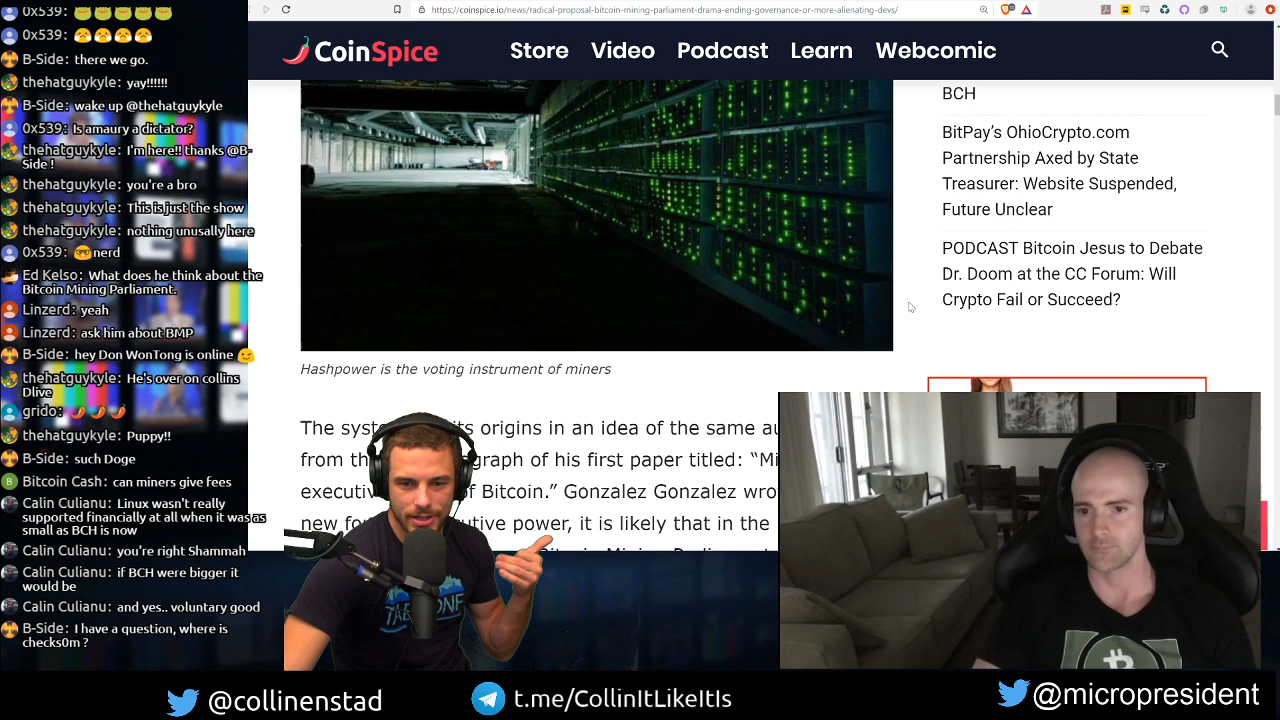 0x539:
0x539:
B-Side: there we go.
thehatguykyle: yay!!!!!!
B-Side: wake up @thehatguykyle
0x539: Is amaury a dictator?
thehatguykyle: I'm here!! thanks @B-
Side !
thehatguykyle: you're a bro
thehatguykyle: This is just the show
thehatguykyle: nothing unusally here
0x539: nerd
Ed Kelso: What does he think about the
Bitcoin Mining Parliament.
Linzerd: yeah
Linzerd: ask him about BMP
B-Side: hey Don WonTong is online
thehatguykyle: He's over on collins
Dlive
grido:
thehatguykyle: Puppy!!
B-Side: such Doge
Bitcoin Cash: can miners give fees
Calin Culianu: Linux wasn't really
supported financially at all when it was as
small as BCH is now
Calin Culianu: you're right Shammah
Calin Culianu: if BCH were bigger it
would be
Calin Culianu: and yes.. voluntary good
B-Side: I have a question, where is
checks0m ?
https://coinspice.io/news/radical-proposal-bitcoin-mining-parliament-drama-ending-governance-or-more-alienating-devs/
CoinSpice Store Video Podcast Learn Webcomic
Hashpower is the voting instrument of miners
The its origins in an idea of the same
from graph of his first paper titled:
of Bitcoin.” Gonzalez Gonzalez
power, it is likely that in the
BCH
BitPay’s OhioCrypto.com
Partnership Axed by State
Treasurer: Website Suspended,
Future Unclear
PODCAST Bitcoin Jesus to Debate
Dr. Doom at the CC Forum: Will
Crypto Fail or Succeed?
@collinenstad
t.me/CollinItLikeItIs
@micropresident